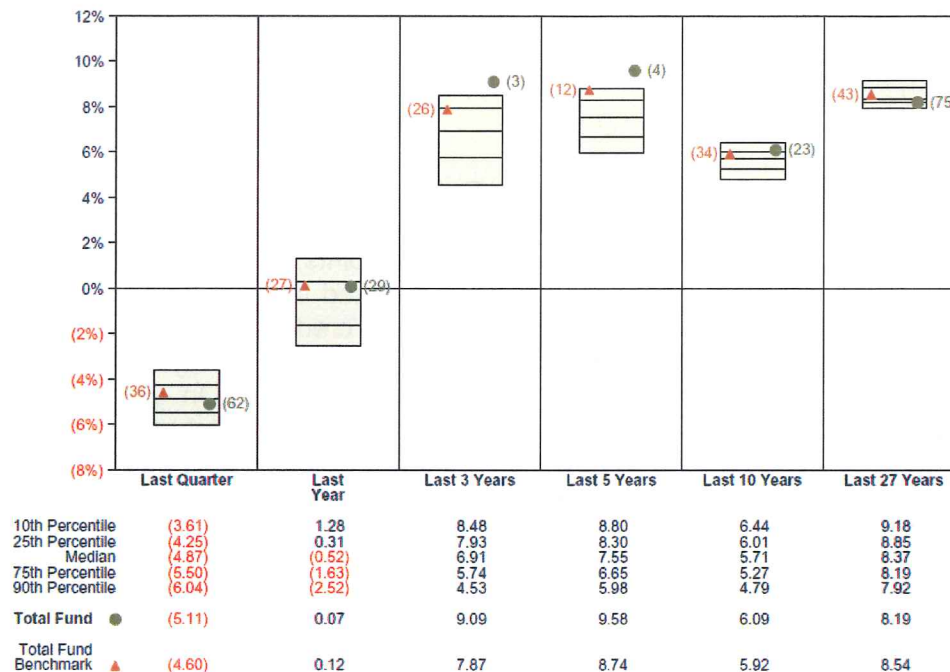 12%
10%
8%
6%
4%
2%
0%
(2%)
(4%)
(6%)
(8%)
(36) (62)
(27) (29)
(26) (3)
(12) (4)
(34) (23)
(43) (75
Last Quarter Last Year Last 3 Years Last 5 Years Last 10 Years Last 27 Years
10th Percentile (3.61) 1.28 8.48 8.80 6.44 9.18
25th Percentile (4.25) 0.31 7.93 8.30 6.01 8.85
Median (4.87) (0.52) 6.91 7.55 5.71 8.37
75th Percentile (5.50) (1.63) 5.74 6.65 5.27 8.19
90th Percentile (6.04) (2.52) 4.53 5.98 4.79 7.92
Total Fund (5.11) 0.07 9.09 9.58 6.09 8.19
Total Fund
Benchmark (4.60) 0.12 7.87 8.74 5.92 8.54